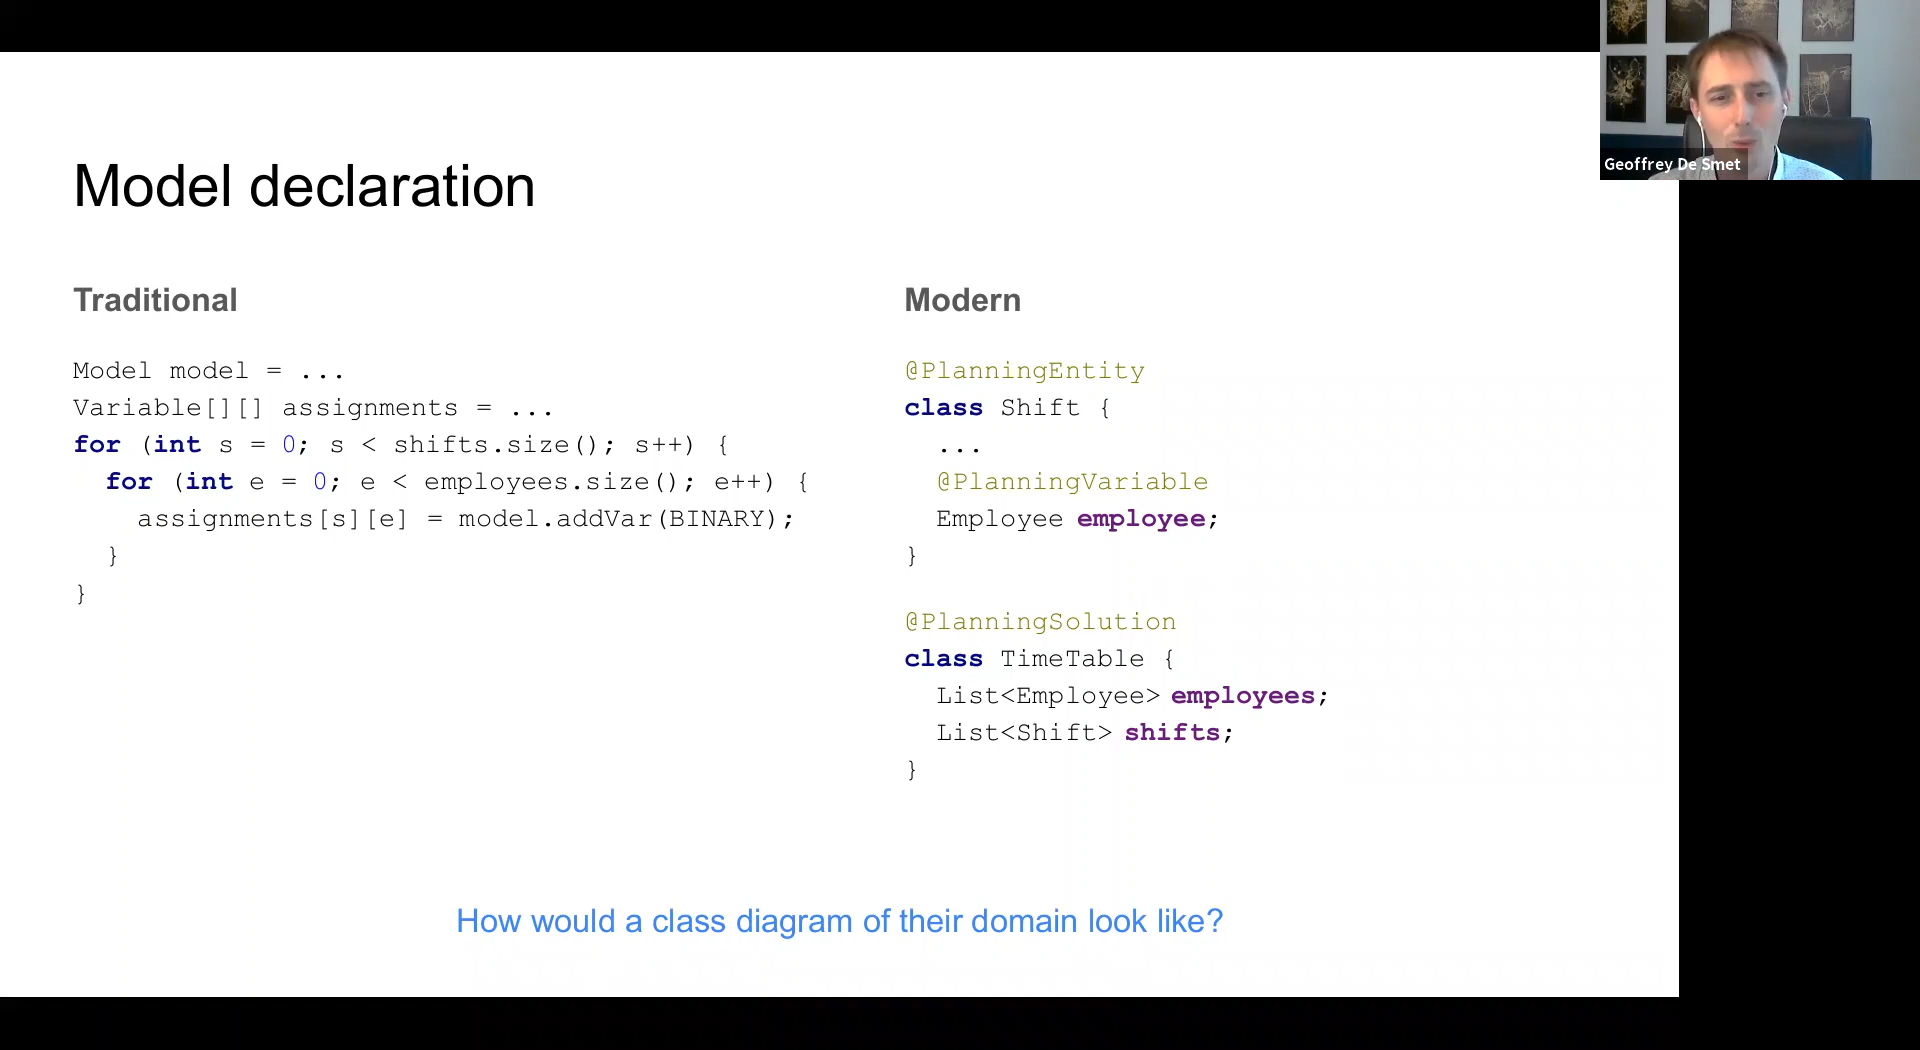 Geoffrey De Smet
Model declaration
Traditional
Model model = ...
Variable[][] assignments = ...
for (int s = 0; s < shifts.size(); s++) {
  for (int e = 0; e < employees.size(); e++) {
    assignments[s][e] = model.addVar(BINARY);
  }
}
Modern
@PlanningEntity
class Shift {
  ...
  @PlanningVariable
  Employee employee;
}
@PlanningSolution
class TimeTable {
  List<Employee> employees;
  List<Shift> shifts;
}
How would a class diagram of their domain look like?